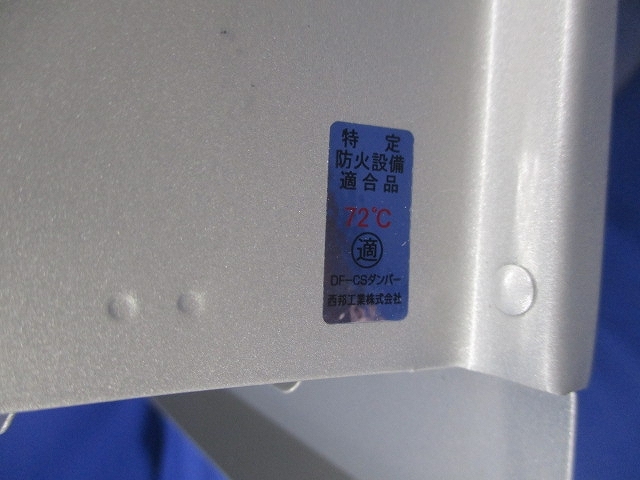 特 定
防火設備
適合品
72℃
適
DF-CSダンパー
西邦工業株式会社